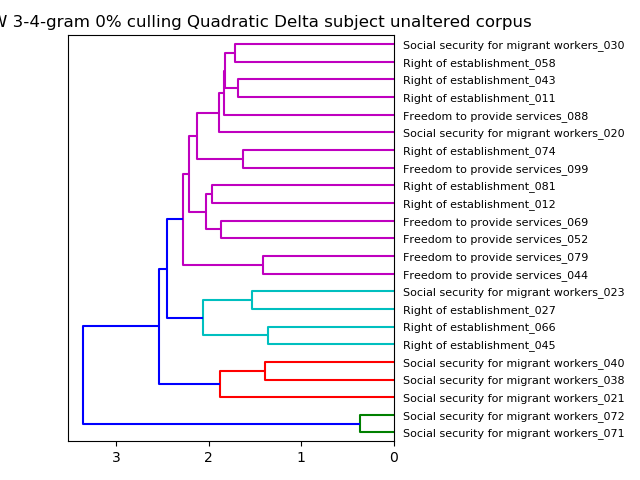 3-4-gram 0% culling Quadratic Delta subject unaltered corpus
Social security for migrant workers_030
Right of establishment_058
Right of establishment_043
Right of establishment_011
Freedom to provide services_088
Social security for migrant workers_020
Right of establishment_074
Freedom to provide services_099
Right of establishment_081
Right of establishment_012
Freedom to provide services_069
Freedom to provide services_052
Freedom to provide services_079
Freedom to provide services_044
Social security for migrant workers_023
Right of establishment_027
Right of establishment_066
Right of establishment_045
Social security for migrant workers_040
Social security for migrant workers_038
Social security for migrant workers_021
Social security for migrant workers_072
Social security for migrant workers_071
3 2 1 0